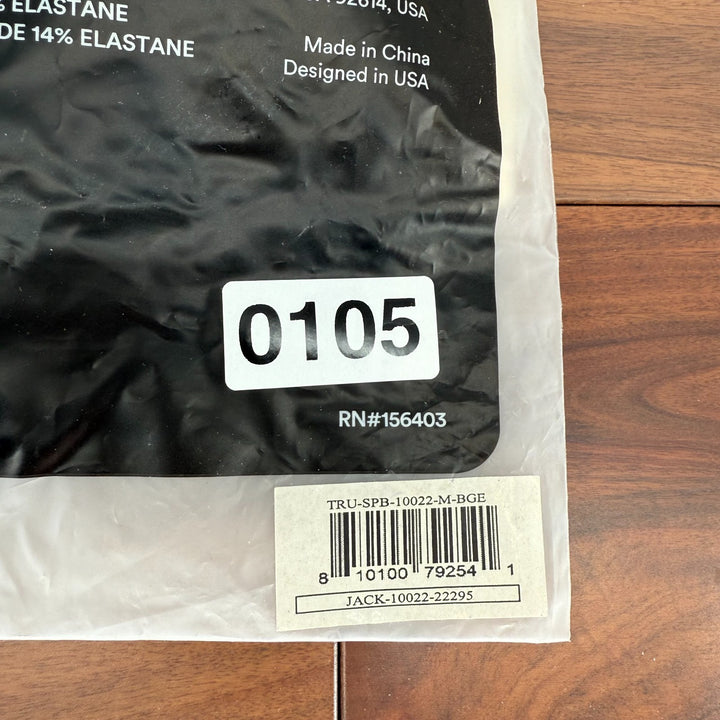 ELASTANE
DE 14% ELASTANE
92614, USA
Made in China
Designed in USA
0105
RN#156403
TRU-SPB-10022-M-BGE
8 10100 79254 1
JACK-10022-22295